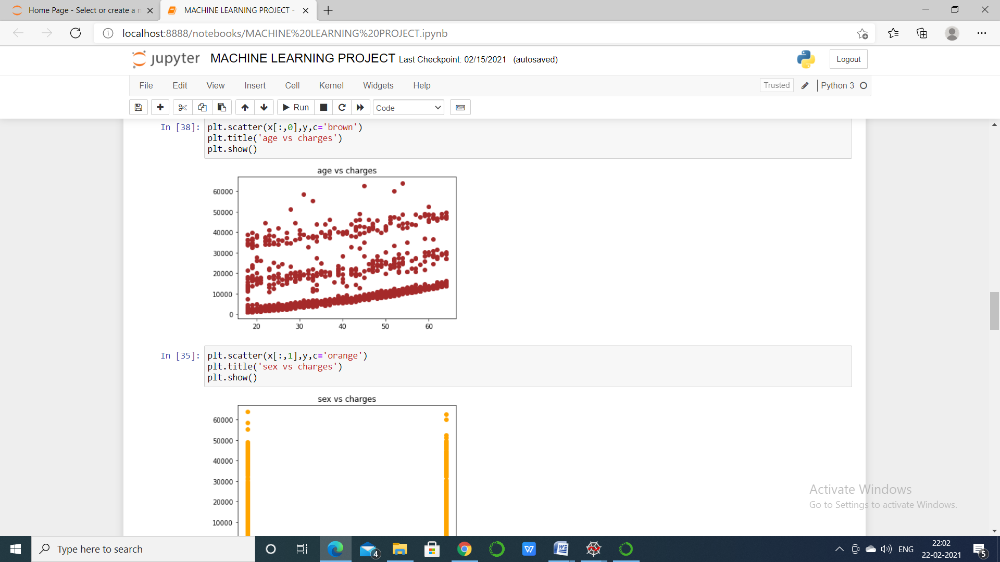 Home Page - Select or create a n
MACHINE LEARNING PROJECT -
localhost:8888/notebooks/MACHINE%20LEARNING%20PROJECT.ipynb
jupyter MACHINE LEARNING PROJECT Last Checkpoint: 02/15/2021 (autosaved)
Logout
File Edit View Insert Cell Kernel Widgets Help
Trusted
Python 3
Run
Code
In [38]: plt.scatter(x[:,0],y,c='brown')
plt.title('age vs charges')
plt.show()
age vs charges
60000
50000
40000
30000
20000
10000
0
20 30 40 50 60
In [35]: plt.scatter(x[:,1],y,c='orange')
plt.title('sex vs charges')
plt.show()
sex vs charges
60000
50000
40000
30000
20000
10000
Activate Windows
Go to Settings to activate Windows.
Type here to search
4
W
W
ENG
22:02
22-02-2021
5